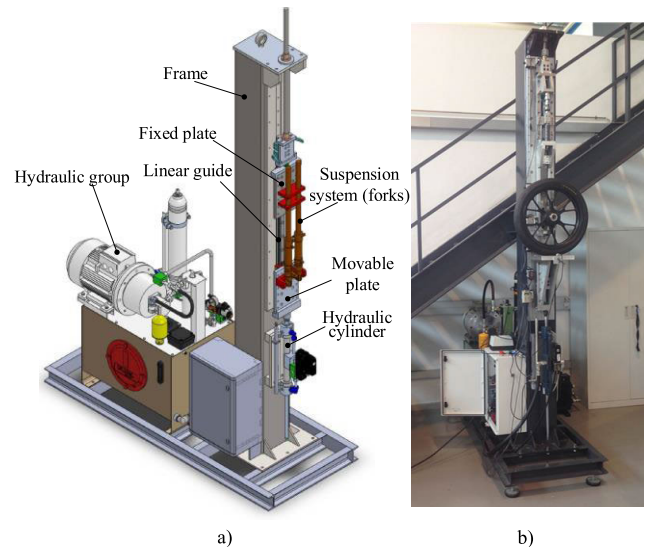 Frame
Fixed plate
Linear guide
Hydraulic group
Suspension
system (forks)
Movable
plate
Hydraulic
cylinder
a)
b)